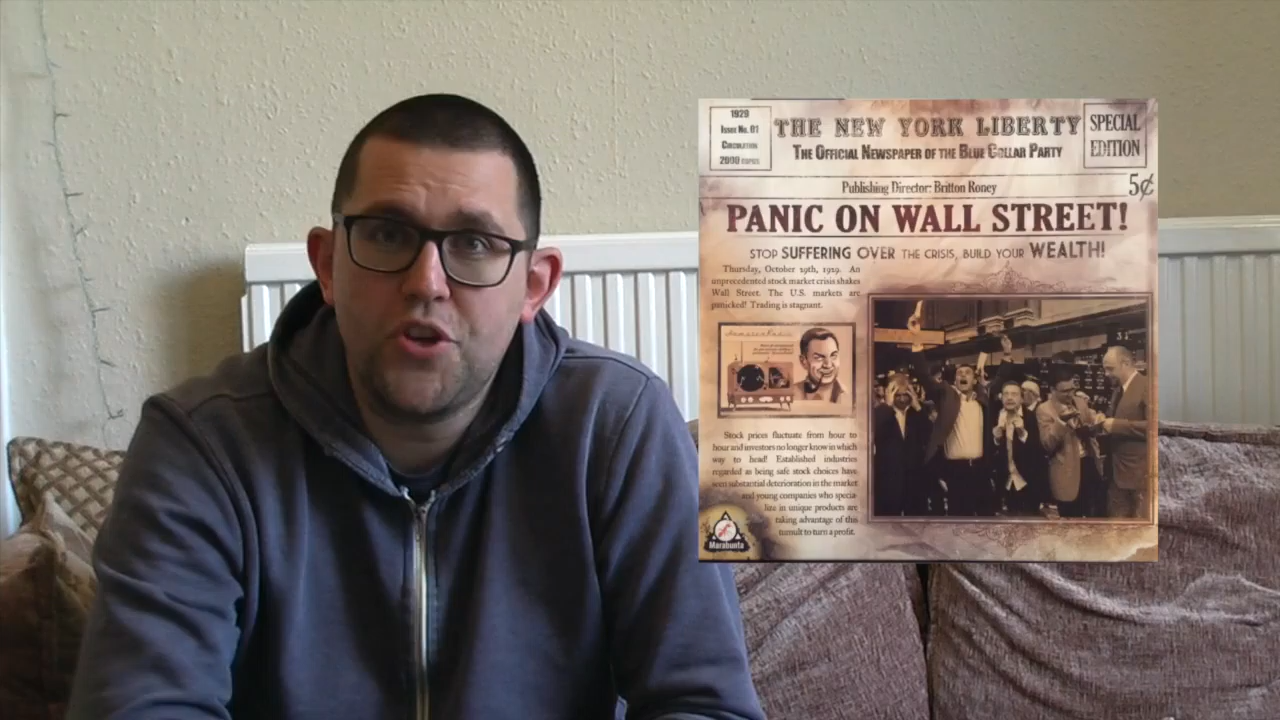 1929
Issue No. 01
Circulation
2000 copies
THE NEW YORK LIBERTY
The Official Newspaper of the Blue Collar Party
SPECIAL
EDITION
Publishing Director: Britton Roney
5¢
PANIC ON WALL STREET!
STOP SUFFERING OVER THE CRISIS, BUILD YOUR WEALTH!
Thursday, October 29th, 1929. An
unprecedented stock market crisis shakes
Wall Street. The U.S. markets are
panicked! Trading is stagnant.
31
Stock prices fluctuate from hour to
hour and investors no longer know in which
way to head! Established industries
regarded as being safe stock choices have
seen substantial deterioration in the market
and young companies who specia-
lize in unique products are
taking advantage of this
tumult to turn a profit.
Marabunta